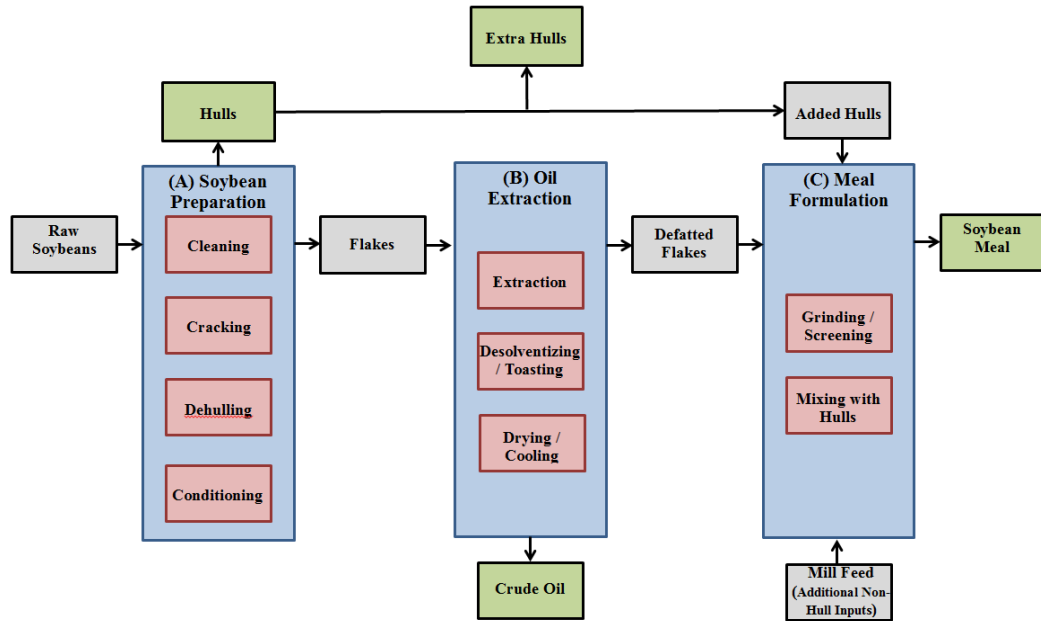 Extra Hulls
Hulls
Added Hulls
(A) Soybean
Preparation
(B) Oil
Extraction
(C) Meal
Formulation
Raw
Soybeans
Cleaning
Flakes
Defatted
Flakes
Soybean
Meal
Extraction
Cracking
Grinding /
Screening
Desolventizing
/ Toasting
Dehulling
Mixing with
Hulls
Drying /
Cooling
Conditioning
Crude Oil
Mill Feed
(Additional Non-
Hull Inputs)